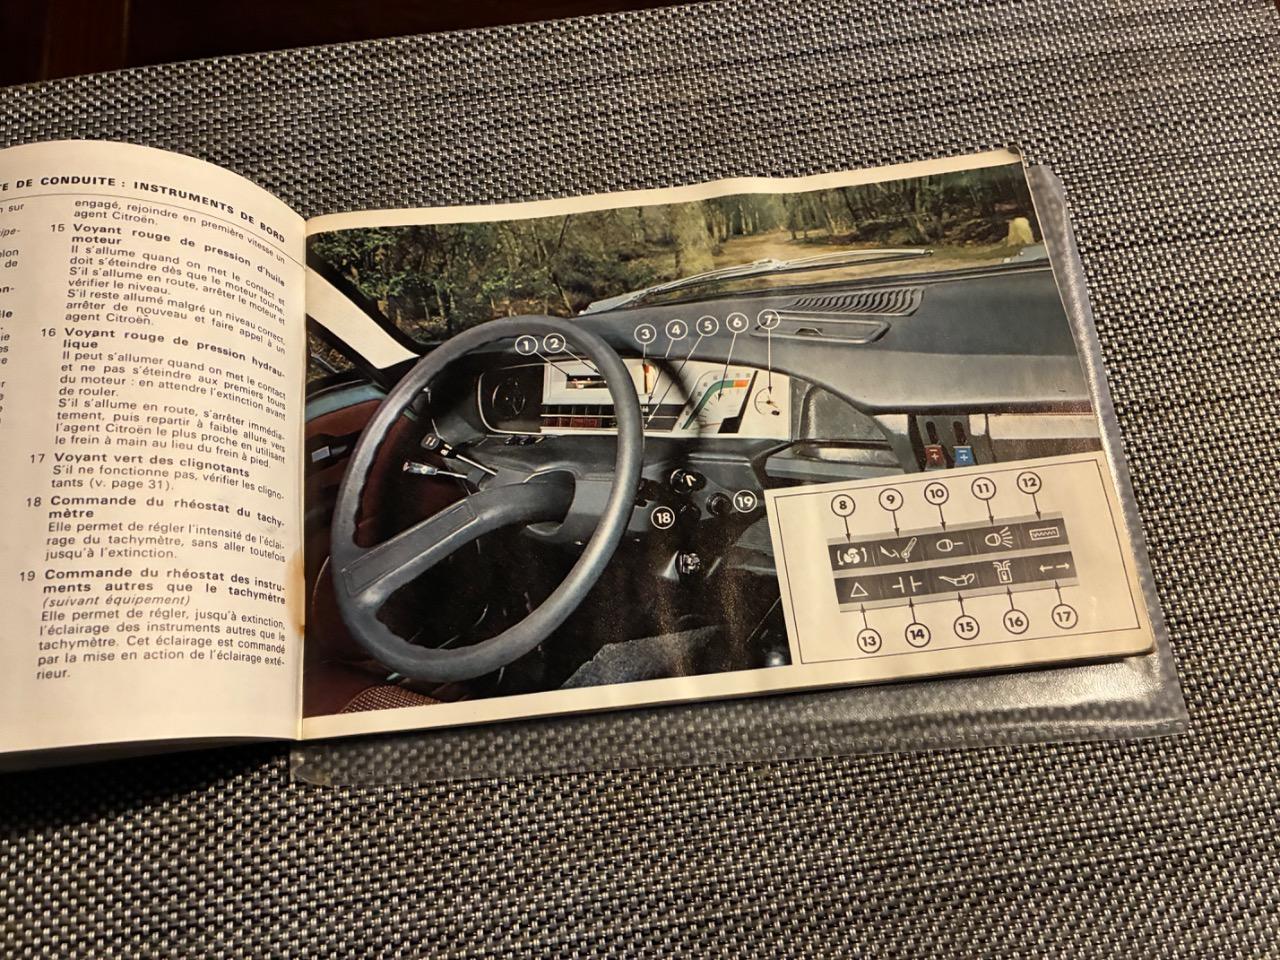 TE DE CONDUITE : INSTRUMENTS DE BORD
n sur
ipe-
elon
de
on-
lle
ie
es
e
engagé, rejoindre en première vitesse un
agent Citroën.
15 Voyant rouge de pression d'huile
moteur
Il s'allume quand on met le contact et
doit s'éteindre dès que le moteur tourne.
S'il s'allume en route, arrêter le moteur et
vérifier le niveau.
S'il reste allumé malgré un niveau correct,
arrêter de nouveau et faire appel à un
agent Citroën.
16 Voyant rouge de pression hydrau-
lique
Il peut s'allumer quand on met le contact
et ne pas s'éteindre aux premiers tours
du moteur : en attendre l'extinction avant
de rouler.
S'il s'allume en route, s'arrêter immédia-
tement, puis repartir à faible allure vers
l'agent Citroën le plus proche en utilisant
le frein à main au lieu du frein à pied.
17 Voyant vert des clignotants
S'il ne fonctionne pas, vérifier les cligno-
tants (v. page 31).
18 Commande du rhéostat du tachy-
mètre
Elle permet de régler l'intensité de l'éclai-
rage du tachymètre, sans aller toutefois
jusqu'à l'extinction.
19 Commande du rhéostat des instru-
ments autres que le tachymètre
(suivant équipement)
Elle permet de régler, jusqu'à extinction,
l'éclairage des instruments autres que le
tachymètre. Cet éclairage est commandé
par la mise en action de l'éclairage exté-
rieur.
1 2 3 4 5 6 7
18 19
8 9 10 11 12
13 14 15 16 17